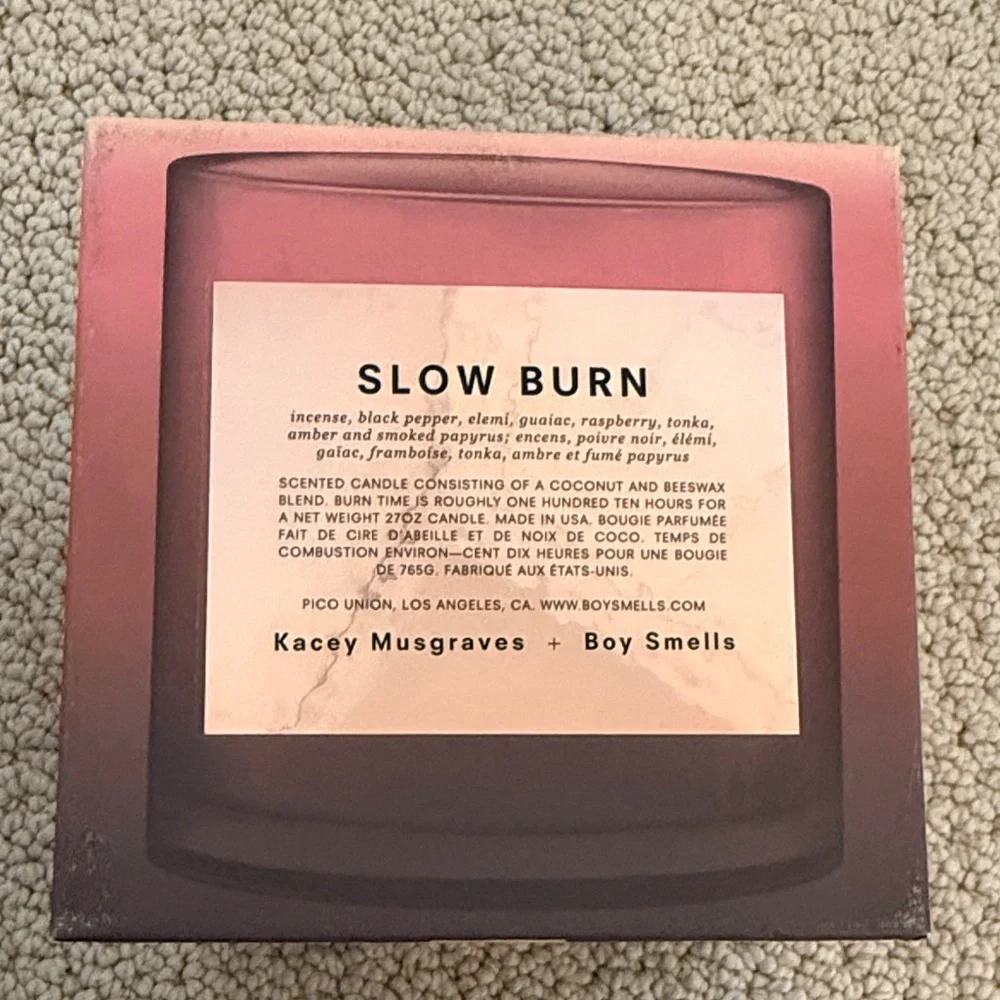 SLOW BURN
incense, black pepper, elemi, guaiac, raspberry, tonka,
amber and smoked papyrus; encens, poivre noir, élémi,
gaïac, framboise, tonka, ambre et fumé papyrus
SCENTED CANDLE CONSISTING OF A COCONUT AND BEESWAX
BLEND. BURN TIME IS ROUGHLY ONE HUNDRED TEN HOURS FOR
A NET WEIGHT 27OZ CANDLE. MADE IN USA. BOUGIE PARFUMÉE
FAIT DE CIRE D'ABEILLE ET DE NOIX DE COCO. TEMPS DE
COMBUSTION ENVIRON—CENT DIX HEURES POUR UNE BOUGIE
DE 765G. FABRIQUÉ AUX ÉTATS-UNIS.
PICO UNION, LOS ANGELES, CA. WWW.BOYSMELLS.COM
Kacey Musgraves + Boy Smells